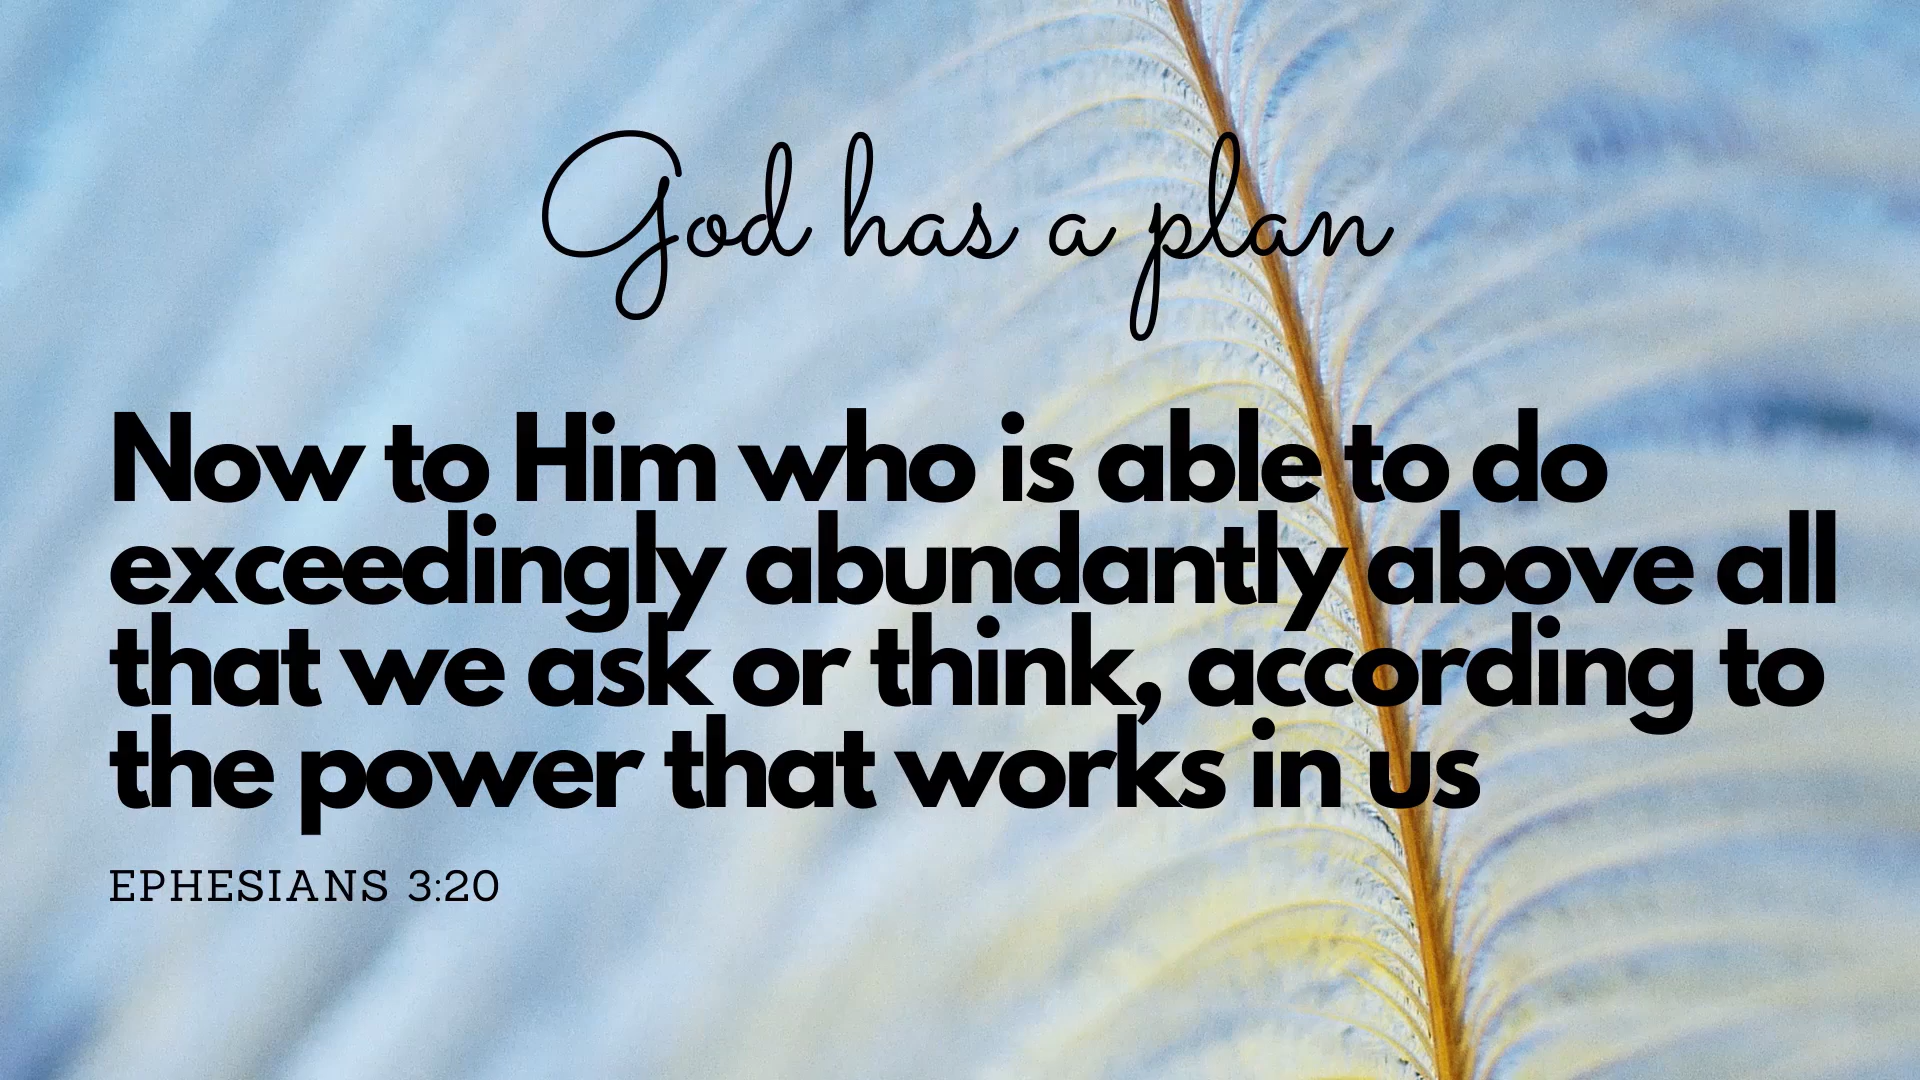 God has a plan
Now to Him who is able to do
exceedingly abundantly above all
that we ask or think, according to
the power that works in us
EPHESIANS 3:20